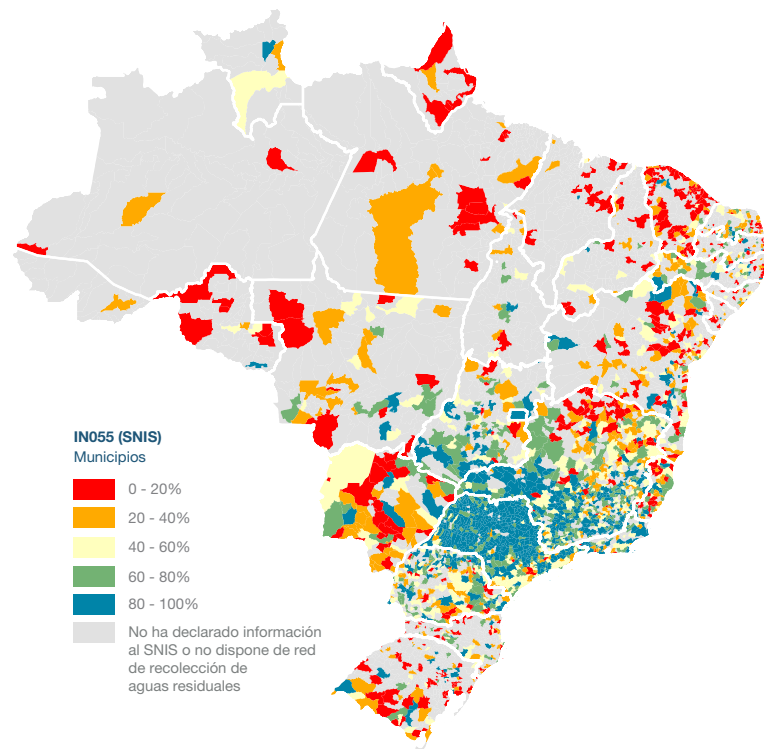 IN055 (SNIS)
Municipios
0 - 20%
20 - 40%
40 - 60%
60 - 80%
80 - 100%
No ha declarado información
al SNIS o no dispone de red
de recolección de
aguas residuales